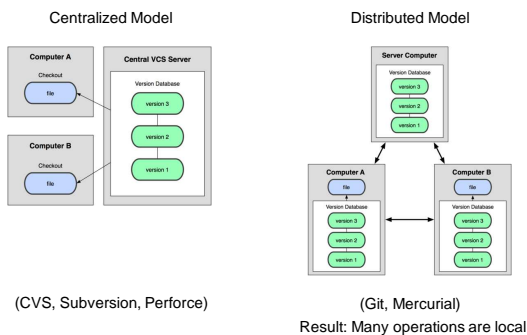 Centralized Model
Computer A
Checkout
file
Computer B
Checkout
file
Central VCS Server
Version Database
version 3
version 2
version 1
(CVS, Subversion, Perforce)
Distributed Model
Server Computer
Version Database
version 3
version 2
version 1
Computer A
file
Version Database
version 3
version 2
version 1
Computer B
file
Version Database
version 3
version 2
version 1
(Git, Mercurial)
Result: Many operations are local